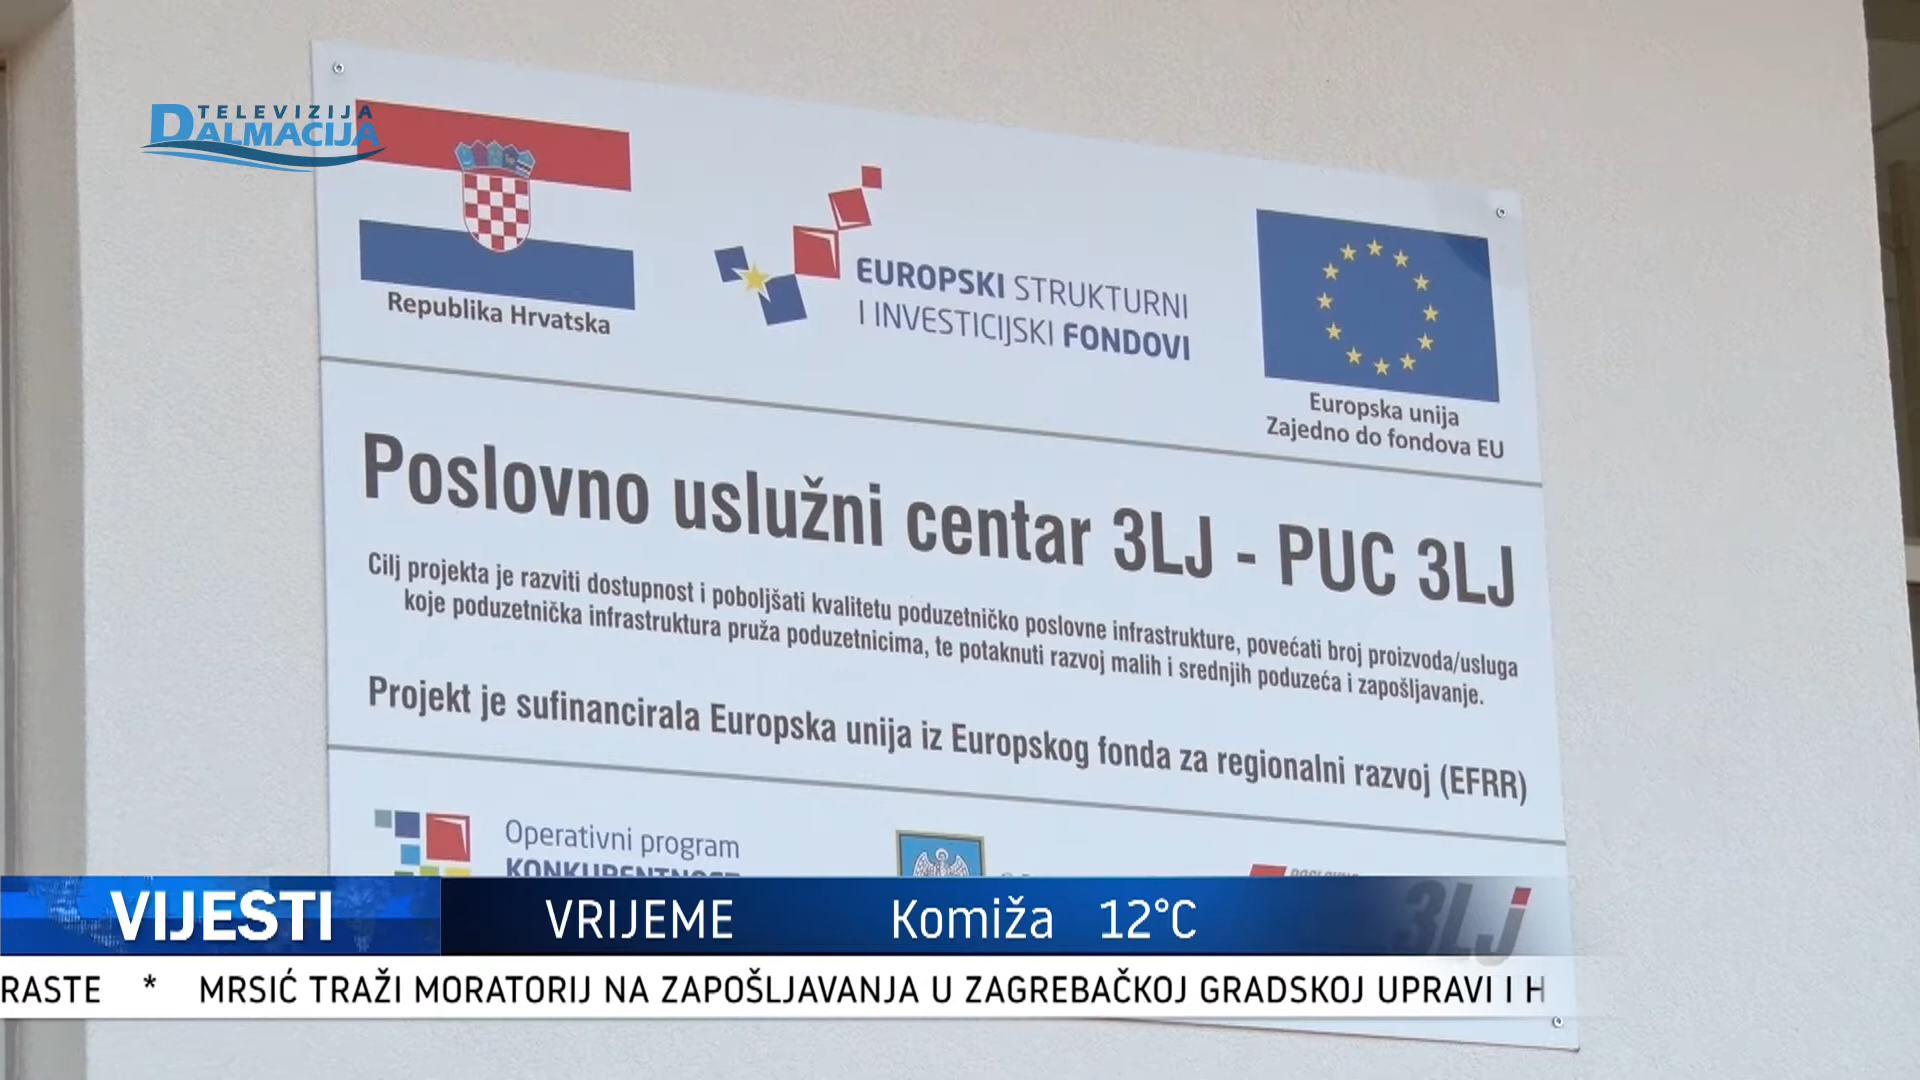 TELEVIZIJA
DALMACIJA
Republika Hrvatska
EUROPSKI STRUKTURNI
I INVESTICIJSKI FONDOVI
Europska unija
Zajedno do fondova EU
Poslovno uslužni centar 3LJ - PUC 3LJ
Cilj projekta je razviti dostupnost i poboljšati kvalitetu poduzetničko poslovne infrastrukture, povećati broj proizvoda/usluga
koje poduzetnička infrastruktura pruža poduzetnicima, te potaknuti razvoj malih i srednjih poduzeća i zapošljavanje.
Projekt je sufinancirala Europska unija iz Europskog fonda za regionalni razvoj (EFRR)
Operativni program
3Lj
VIJESTI
VRIJEME Komiža 12°C
RASTE * MRSIĆ TRAŽI MORATORIJ NA ZAPOŠLJAVANJA U ZAGREBAČKOJ GRADSKOJ UPRAVI I H